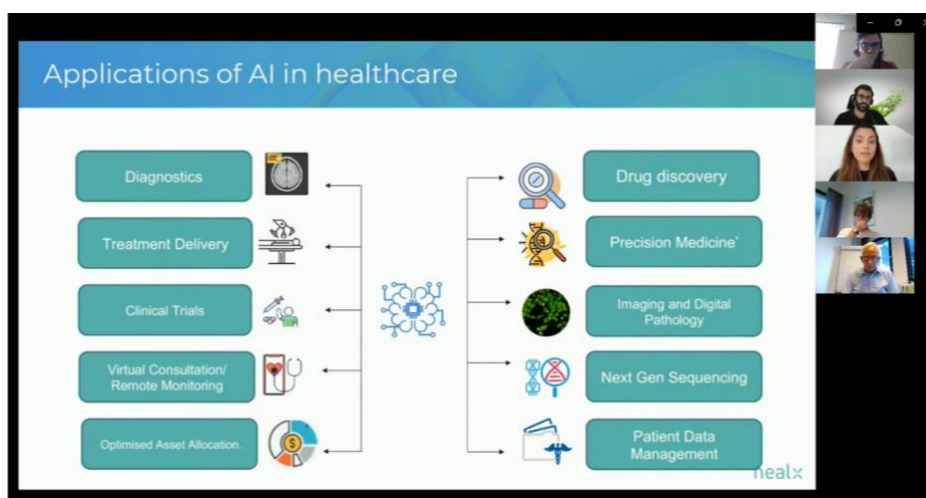 Applications of AI in healthcare
Diagnostics
Treatment Delivery
Clinical Trials
Virtual Consultation/
Remote Monitoring
Optimised Asset Allocation.
Drug discovery
Precision Medicine*
Imaging and Digital
Pathology
Next Gen Sequencing
Patient Data
Management
healx